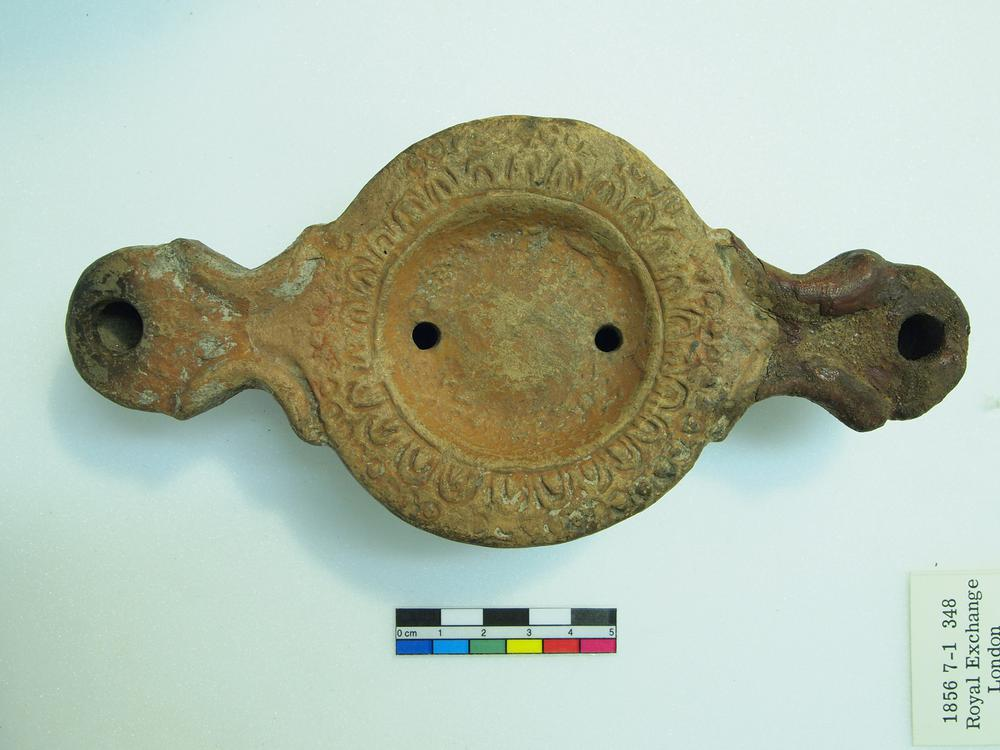 0 cm 1 2 3 4 5
1856 7-1 348
Royal Exchange
London